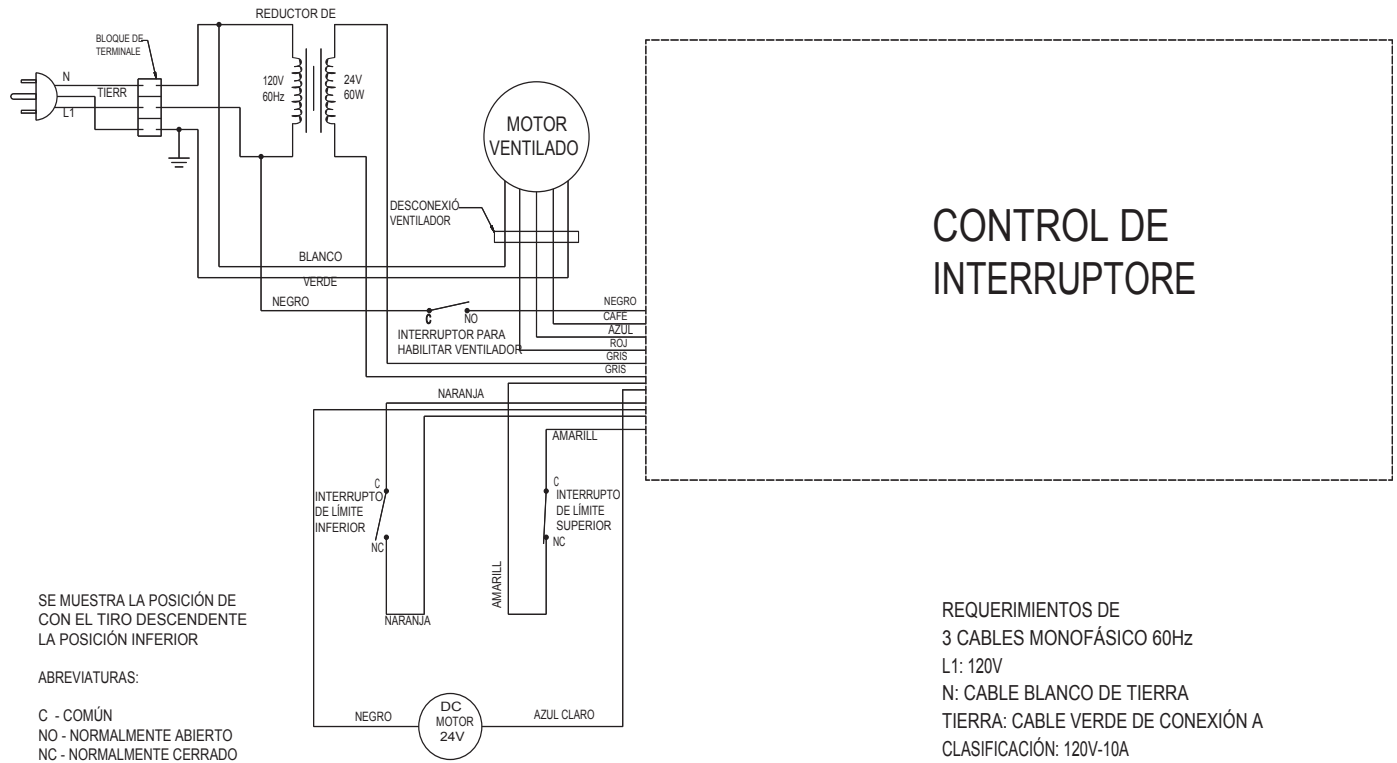 REDUCTOR DE
BLOQUE DE
TERMINALE
N
TIERR
L1
120V
60Hz
24V
60W
MOTOR
VENTILADO
DESCONEXIÓ
VENTILADOR
BLANCO
VERDE
NEGRO
C
NO
INTERRUPTOR PARA
HABILITAR VENTILADOR
NEGRO
CAFÉ
AZUL
ROJ
GRIS
GRIS
CONTROL DE
INTERRUPTORE
NARANJA
AMARILL
C
INTERRUPTO
DE LÍMITE
INFERIOR
NC
C
INTERRUPTO
DE LÍMITE
SUPERIOR
NC
AMARILL
NARANJA
NEGRO
DC
MOTOR
24V
AZUL CLARO
SE MUESTRA LA POSICIÓN DE
CON EL TIRO DESCENDENTE
LA POSICIÓN INFERIOR
ABREVIATURAS:
C - COMÚN
NO - NORMALMENTE ABIERTO
NC - NORMALMENTE CERRADO
REQUERIMIENTOS DE
3 CABLES MONOFÁSICO 60Hz
L1: 120V
N: CABLE BLANCO DE TIERRA
TIERRA: CABLE VERDE DE CONEXIÓN A
CLASIFICACIÓN: 120V-10A